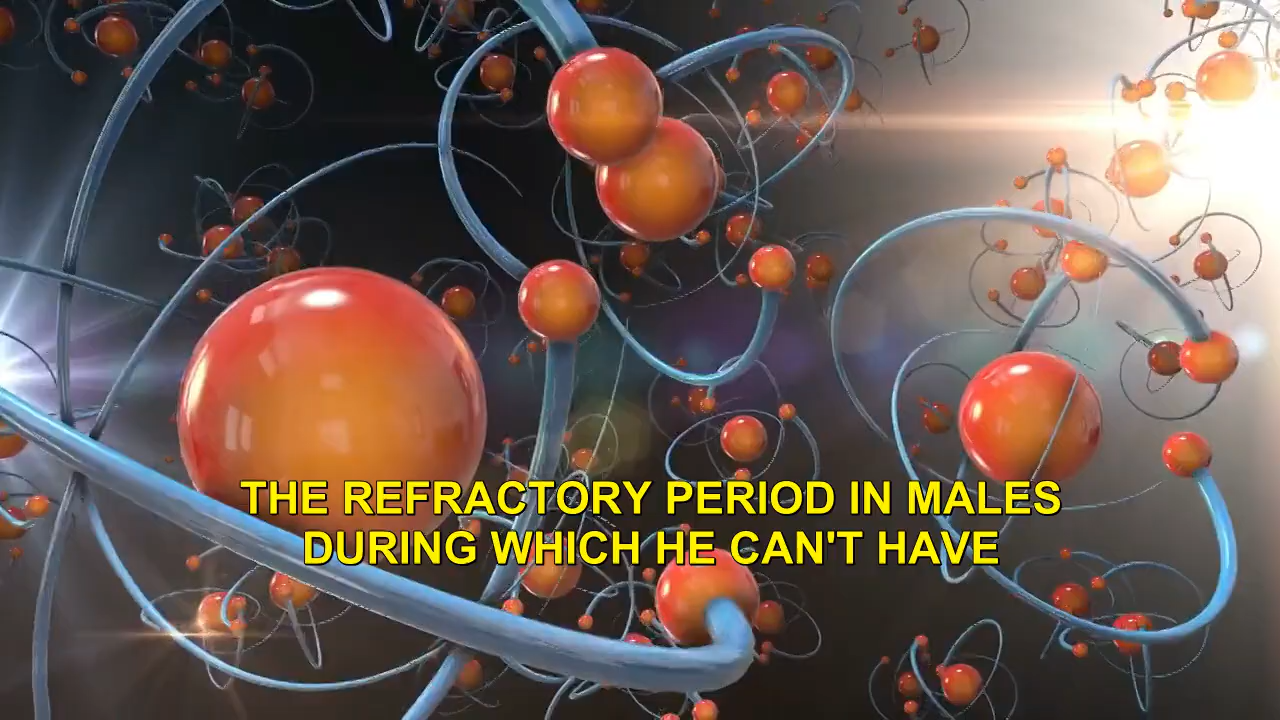 THE REFRACTORY PERIOD IN MALES
DURING WHICH HE CAN'T HAVE